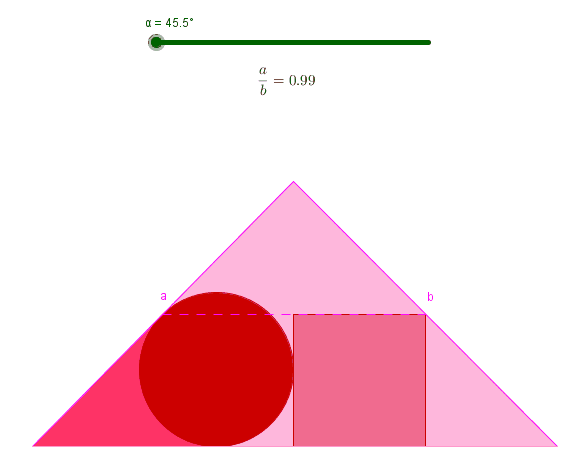 α = 45.5°
a/b = 0.99
a
b